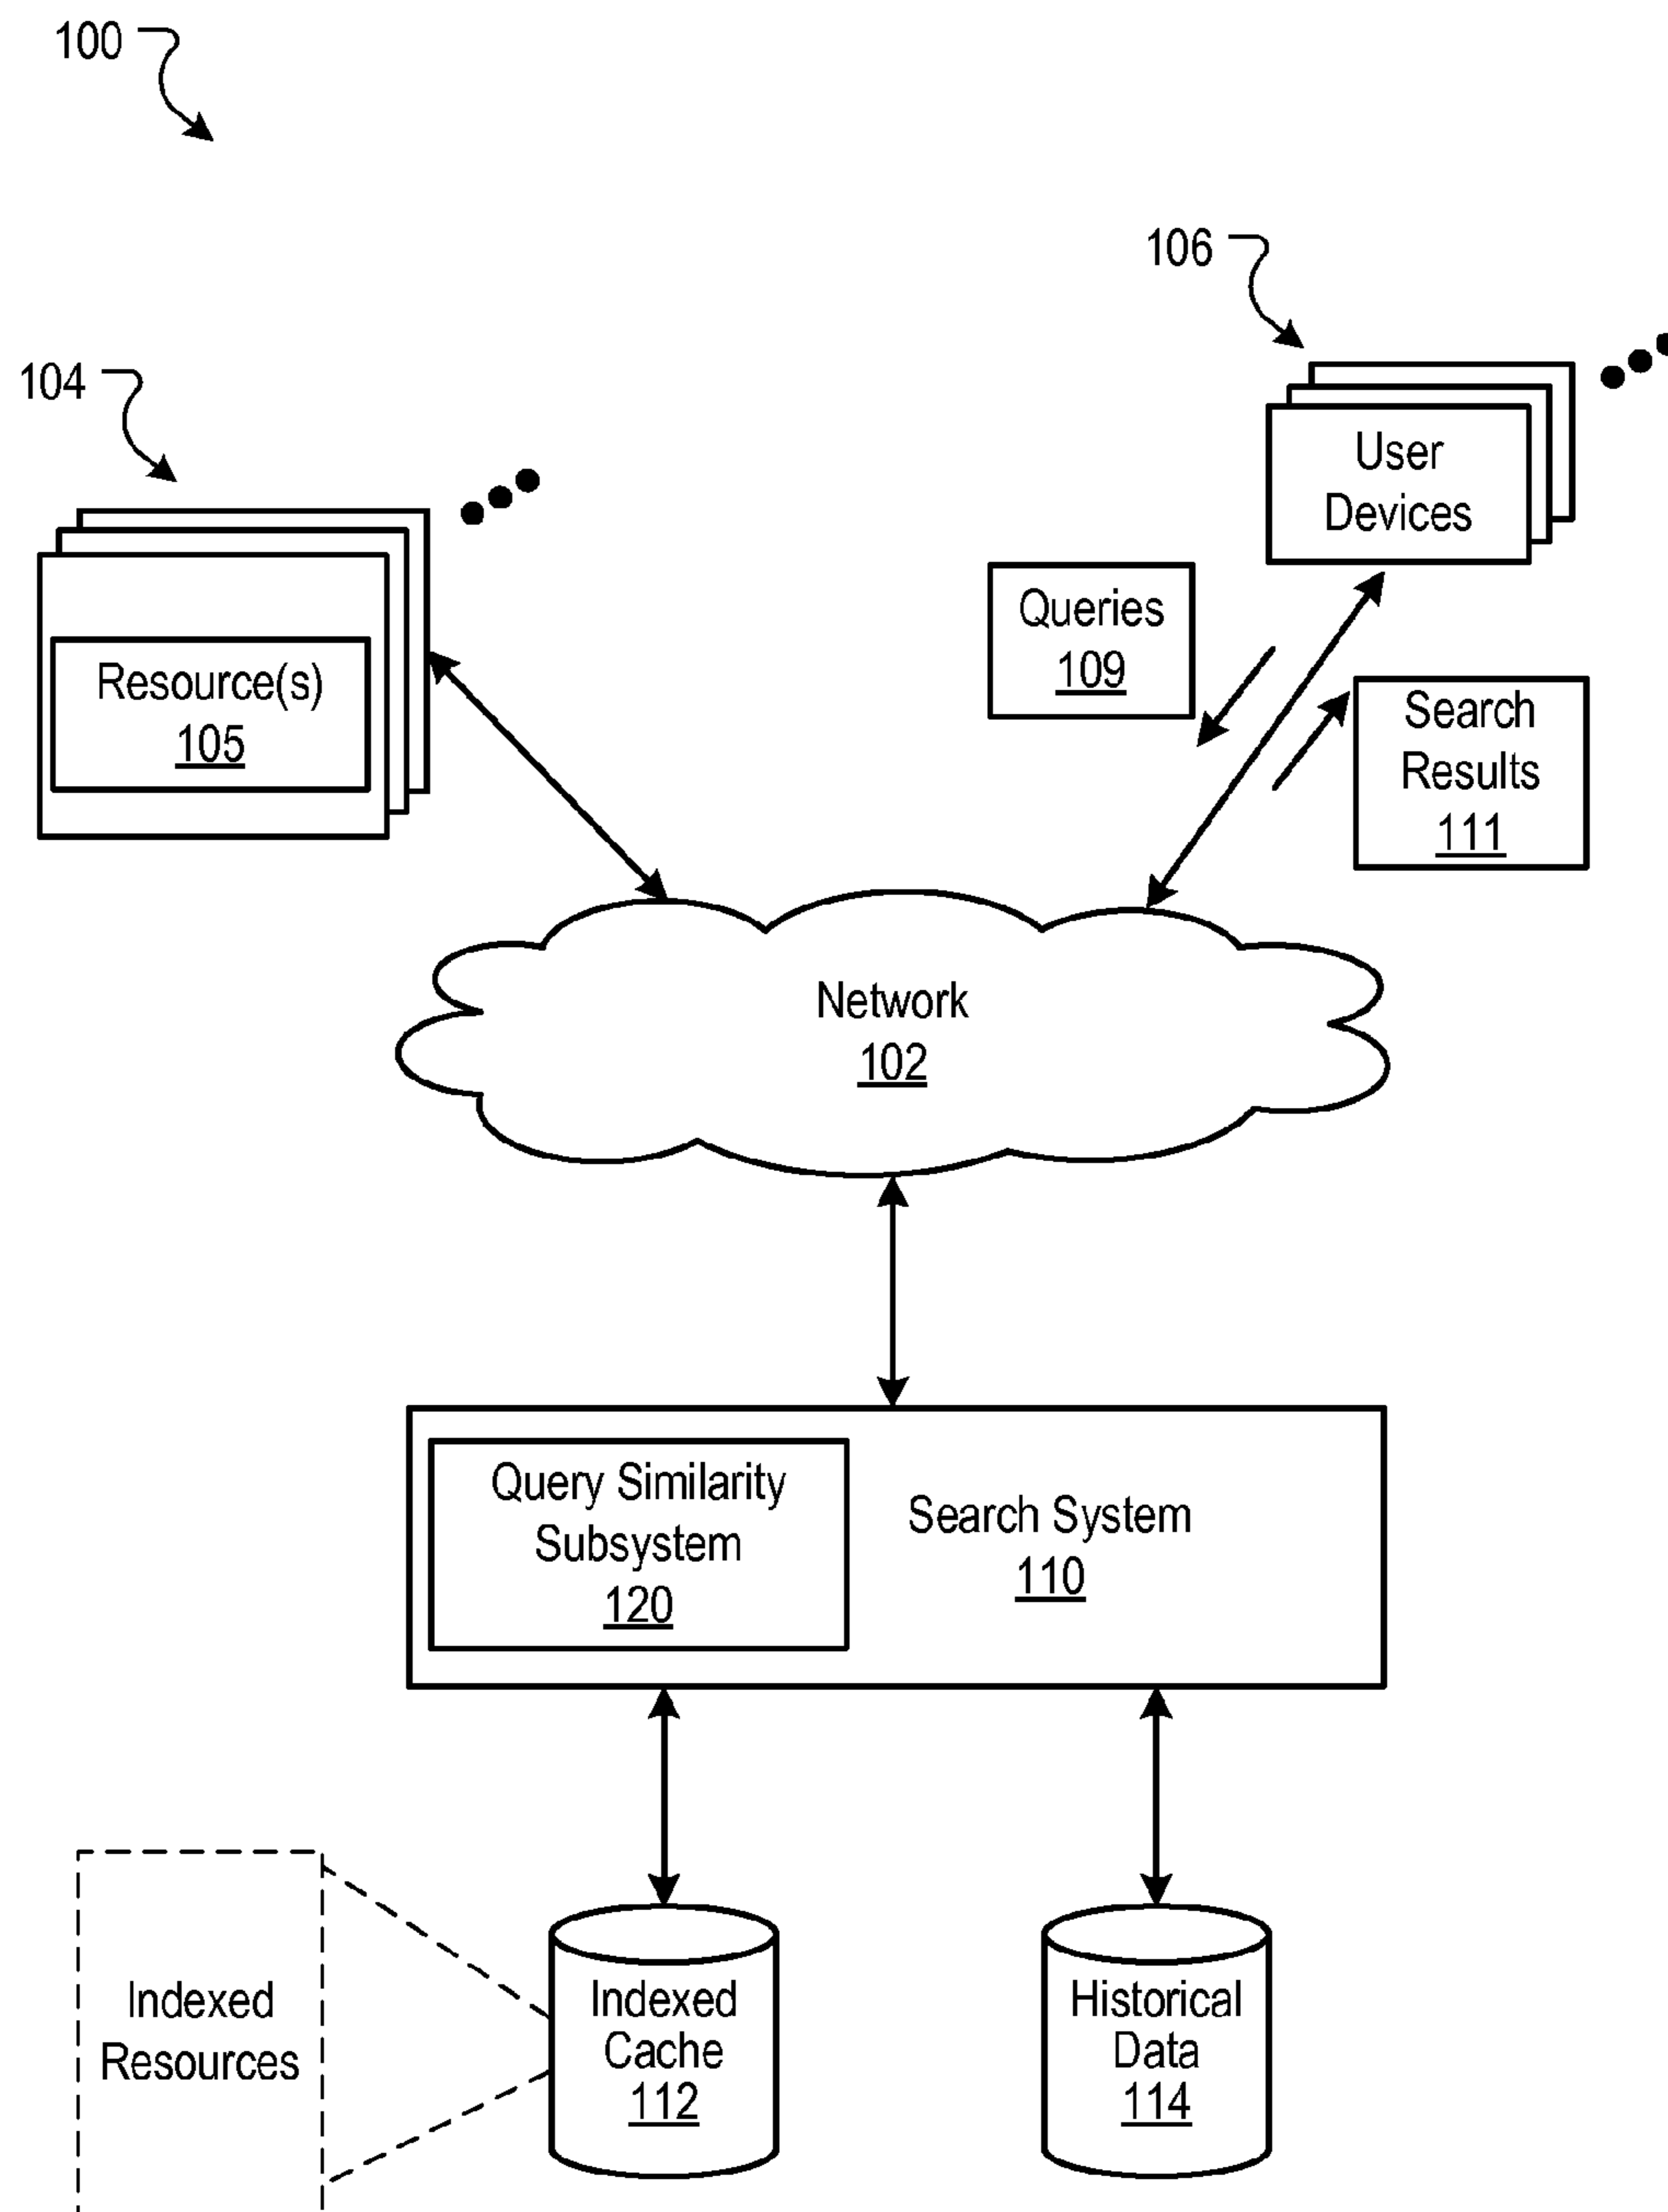 100
106
104
User
Devices
Queries
109
Resource(s)
105
Search
Results
111
Network
102
Query Similarity
Subsystem
120
Search System
110
Indexed
Resources
Indexed
Cache
112
Historical
Data
114